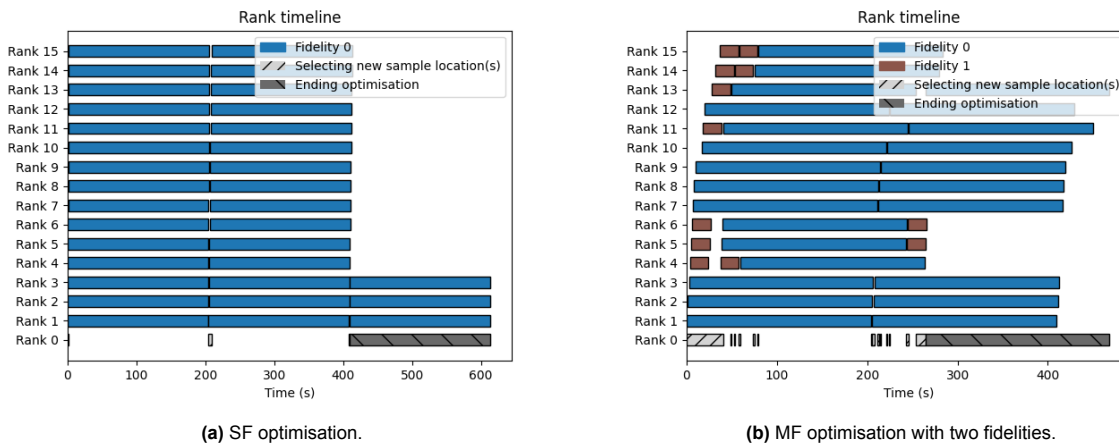 Rank timeline
Fidelity 0
Selecting new sample location(s)
Ending optimisation
Rank 15
Rank 14
Rank 13
Rank 12
Rank 11
Rank 10
Rank 9
Rank 8
Rank 7
Rank 6
Rank 5
Rank 4
Rank 3
Rank 2
Rank 1
Rank 0
0 100 200 300 400 500 600
Time (s)
(a) SF optimisation.
Rank timeline
Fidelity 0
Fidelity 1
Selecting new sample location(s)
Ending optimisation
Rank 15
Rank 14
Rank 13
Rank 12
Rank 11
Rank 10
Rank 9
Rank 8
Rank 7
Rank 6
Rank 5
Rank 4
Rank 3
Rank 2
Rank 1
Rank 0
0 100 200 300 400
Time (s)
(b) MF optimisation with two fidelities.